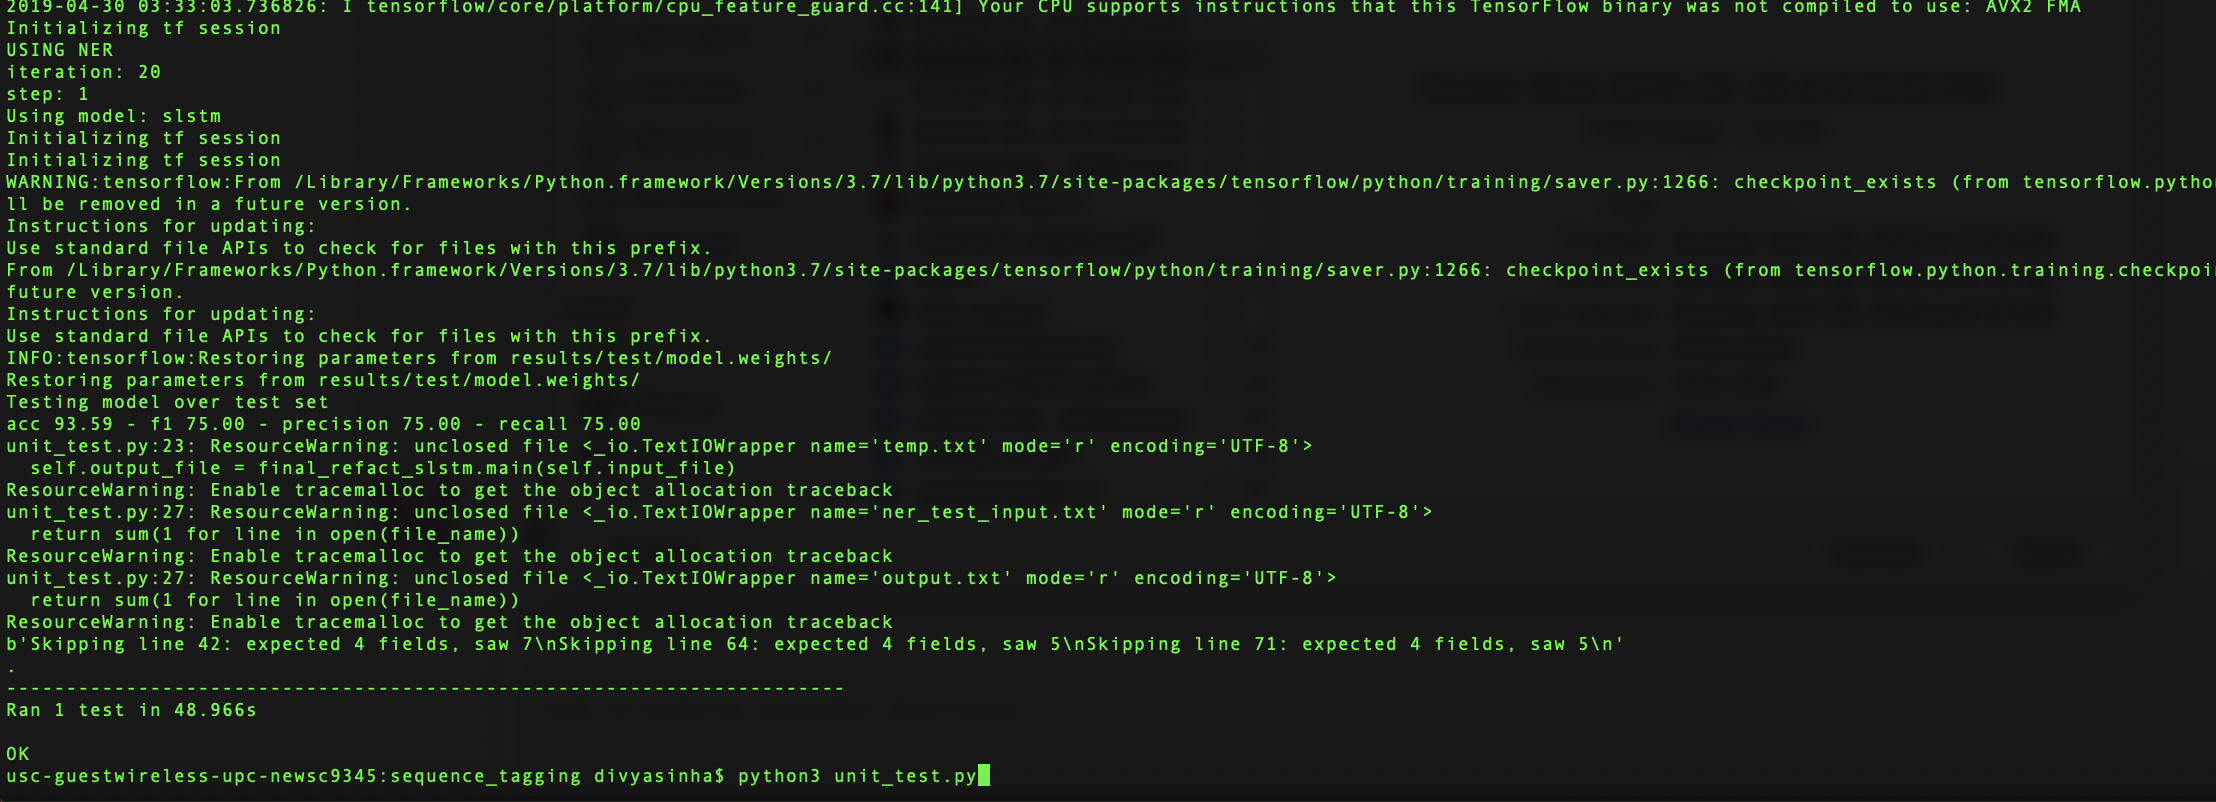 2019-04-30 03:33:03.736826: I tensorflow/core/platform/cpu_feature_guard.cc:141] Your CPU supports instructions that this TensorFlow binary was not compiled to use: AVX2 FMA
Initializing tf session
USING NER
iteration: 20
step: 1
Using model: slstm
Initializing tf session
Initializing tf session
WARNING:tensorflow:From /Library/Frameworks/Python.framework/Versions/3.7/lib/python3.7/site-packages/tensorflow/python/training/saver.py:1266: checkpoint_exists (from tensorflow.pytho
ll be removed in a future version.
Instructions for updating:
Use standard file APIs to check for files with this prefix.
From /Library/Frameworks/Python.framework/Versions/3.7/lib/python3.7/site-packages/tensorflow/python/training/saver.py:1266: checkpoint_exists (from tensorflow.python.training.checkpoi
future version.
Instructions for updating:
Use standard file APIs to check for files with this prefix.
INFO:tensorflow:Restoring parameters from results/test/model.weights/
Restoring parameters from results/test/model.weights/
Testing model over test set
acc 93.59 - f1 75.00 - precision 75.00 - recall 75.00
unit_test.py:23: ResourceWarning: unclosed file <_io.TextIOWrapper name='temp.txt' mode='r' encoding='UTF-8'>
  self.output_file = final_refact_slstm.main(self.input_file)
ResourceWarning: Enable tracemalloc to get the object allocation traceback
unit_test.py:27: ResourceWarning: unclosed file <_io.TextIOWrapper name='ner_test_input.txt' mode='r' encoding='UTF-8'>
  return sum(1 for line in open(file_name))
ResourceWarning: Enable tracemalloc to get the object allocation traceback
unit_test.py:27: ResourceWarning: unclosed file <_io.TextIOWrapper name='output.txt' mode='r' encoding='UTF-8'>
  return sum(1 for line in open(file_name))
ResourceWarning: Enable tracemalloc to get the object allocation traceback
b'Skipping line 42: expected 4 fields, saw 7\nSkipping line 64: expected 4 fields, saw 5\nSkipping line 71: expected 4 fields, saw 5\n'
.
----------------------------------------------------------------------
Ran 1 test in 48.966s

OK
usc-guestwireless-upc-newsc9345:sequence_tagging divyasinha$ python3 unit_test.py